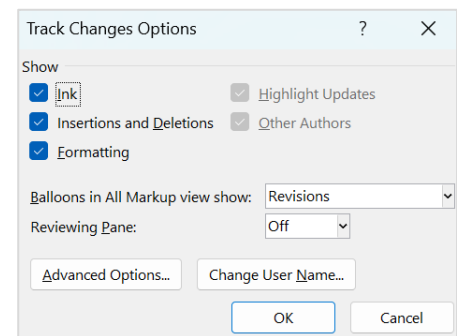 Track Changes Options ?
Show
Ink Highlight Updates
Insertions and Deletions Other Authors
Formatting
Balloons in All Markup view show: Revisions
Reviewing Pane: Off
Advanced Options... Change User Name...
OK Cancel